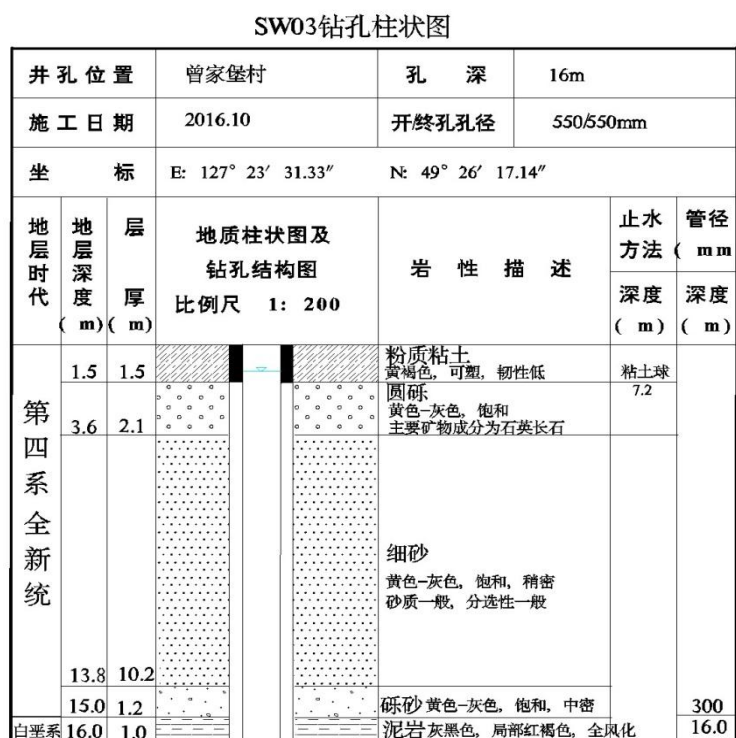 SW03钻孔柱状图
井孔位置 曾家堡村 孔深 16m
施工日期 2016.10 开/终孔孔径 550/550mm
坐标 E: 127° 23′ 31.33″ N: 49° 26′ 17.14″
地层时代
地层深度( m)
层厚( m)
地质柱状图及
钻孔结构图
比例尺 1: 200
岩性描述
止水
方法
深度
( m)
管径
( mm
深度
( m)
第四系全新统
1.5 1.5
粉质粘土
黄褐色, 可塑, 韧性低
粘土球
7.2
3.6 2.1
圆砾
黄色-灰色, 饱和
主要矿物成分为石英长石
13.8 10.2
细砂
黄色-灰色, 饱和, 稍密
砂质一般, 分选性一般
15.0 1.2
砾砂 黄色-灰色, 饱和, 中密
300
白垩系 16.0 1.0
泥岩 灰黑色, 局部红褐色, 全风化
16.0